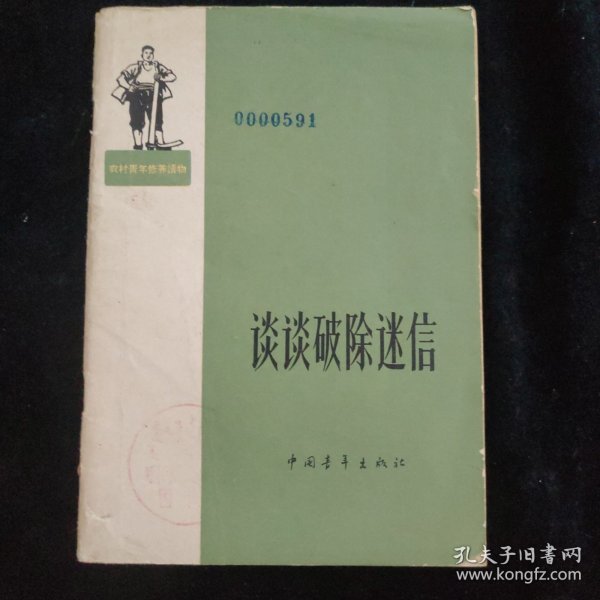 农村青年修养读物
0000591
谈谈破除迷信
中国青年出版社
孔夫子旧书网
www.kongfz.com